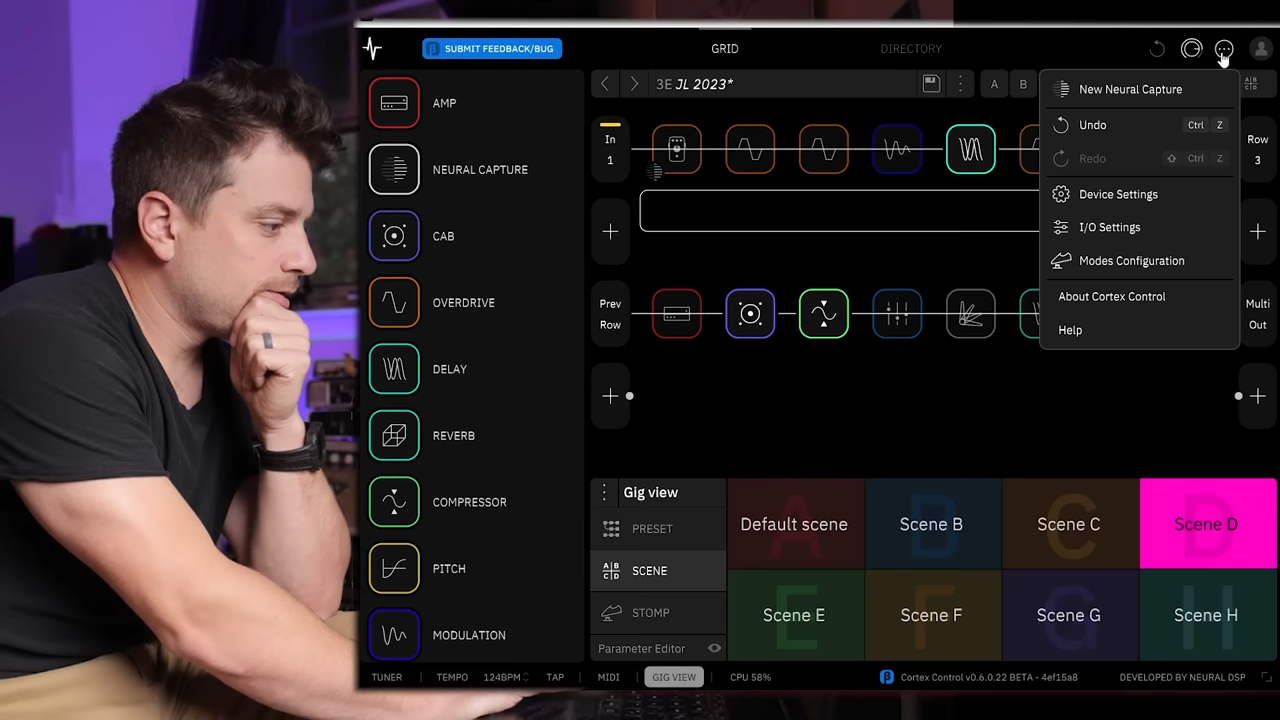 SUBMIT FEEDBACK/BUG
GRID
DIRECTORY
AMP
NEURAL CAPTURE
CAB
OVERDRIVE
DELAY
REVERB
COMPRESSOR
PITCH
MODULATION
3E JL 2023*
A
B
In
1
Row
3
Prev
Row
Multi
Out
New Neural Capture
Undo Ctrl Z
Redo Ctrl Z
Device Settings
I/O Settings
Modes Configuration
About Cortex Control
Help
Gig view
PRESET
SCENE
STOMP
Parameter Editor
A
Default scene
B
Scene B
C
Scene C
D
Scene D
E
Scene E
F
Scene F
G
Scene G
H
Scene H
TUNER
TEMPO 124BPM TAP
MIDI
GIG VIEW
CPU 58%
Cortex Control v0.6.0.22 BETA - 4ef15a8
DEVELOPED BY NEURAL DSP